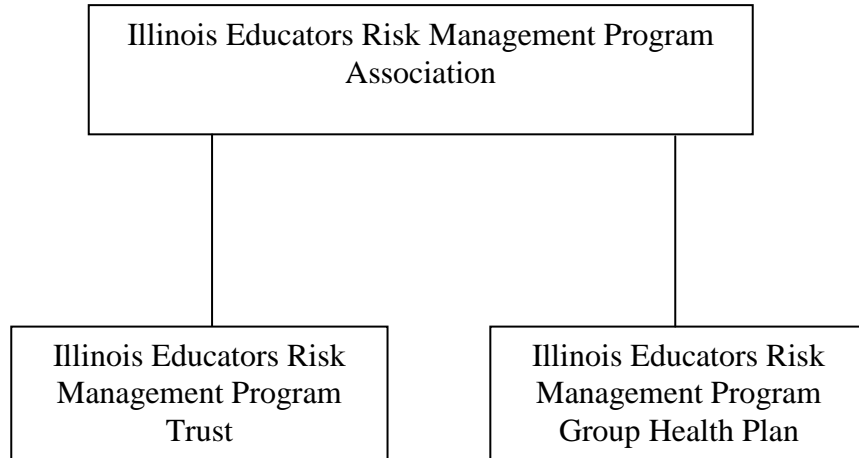 Illinois Educators Risk Management Program
Association
Illinois Educators Risk
Management Program
Trust
Illinois Educators Risk
Management Program
Group Health Plan